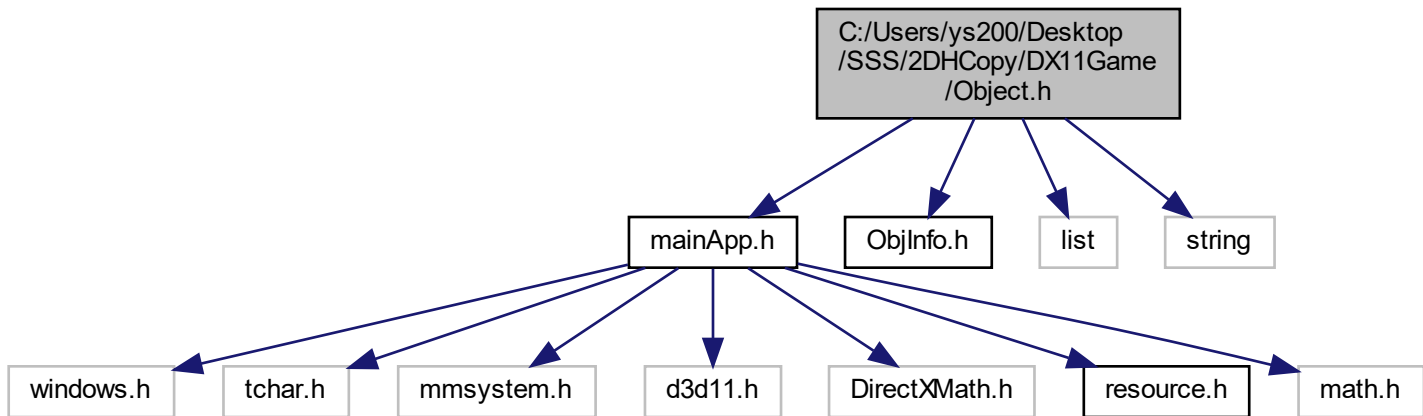 C:/Users/ys200/Desktop
/SSS/2DHCopy/DX11Game
/Object.h
mainApp.h
ObjInfo.h
list
string
windows.h
tchar.h
mmsystem.h
d3d11.h
DirectXMath.h
resource.h
math.h